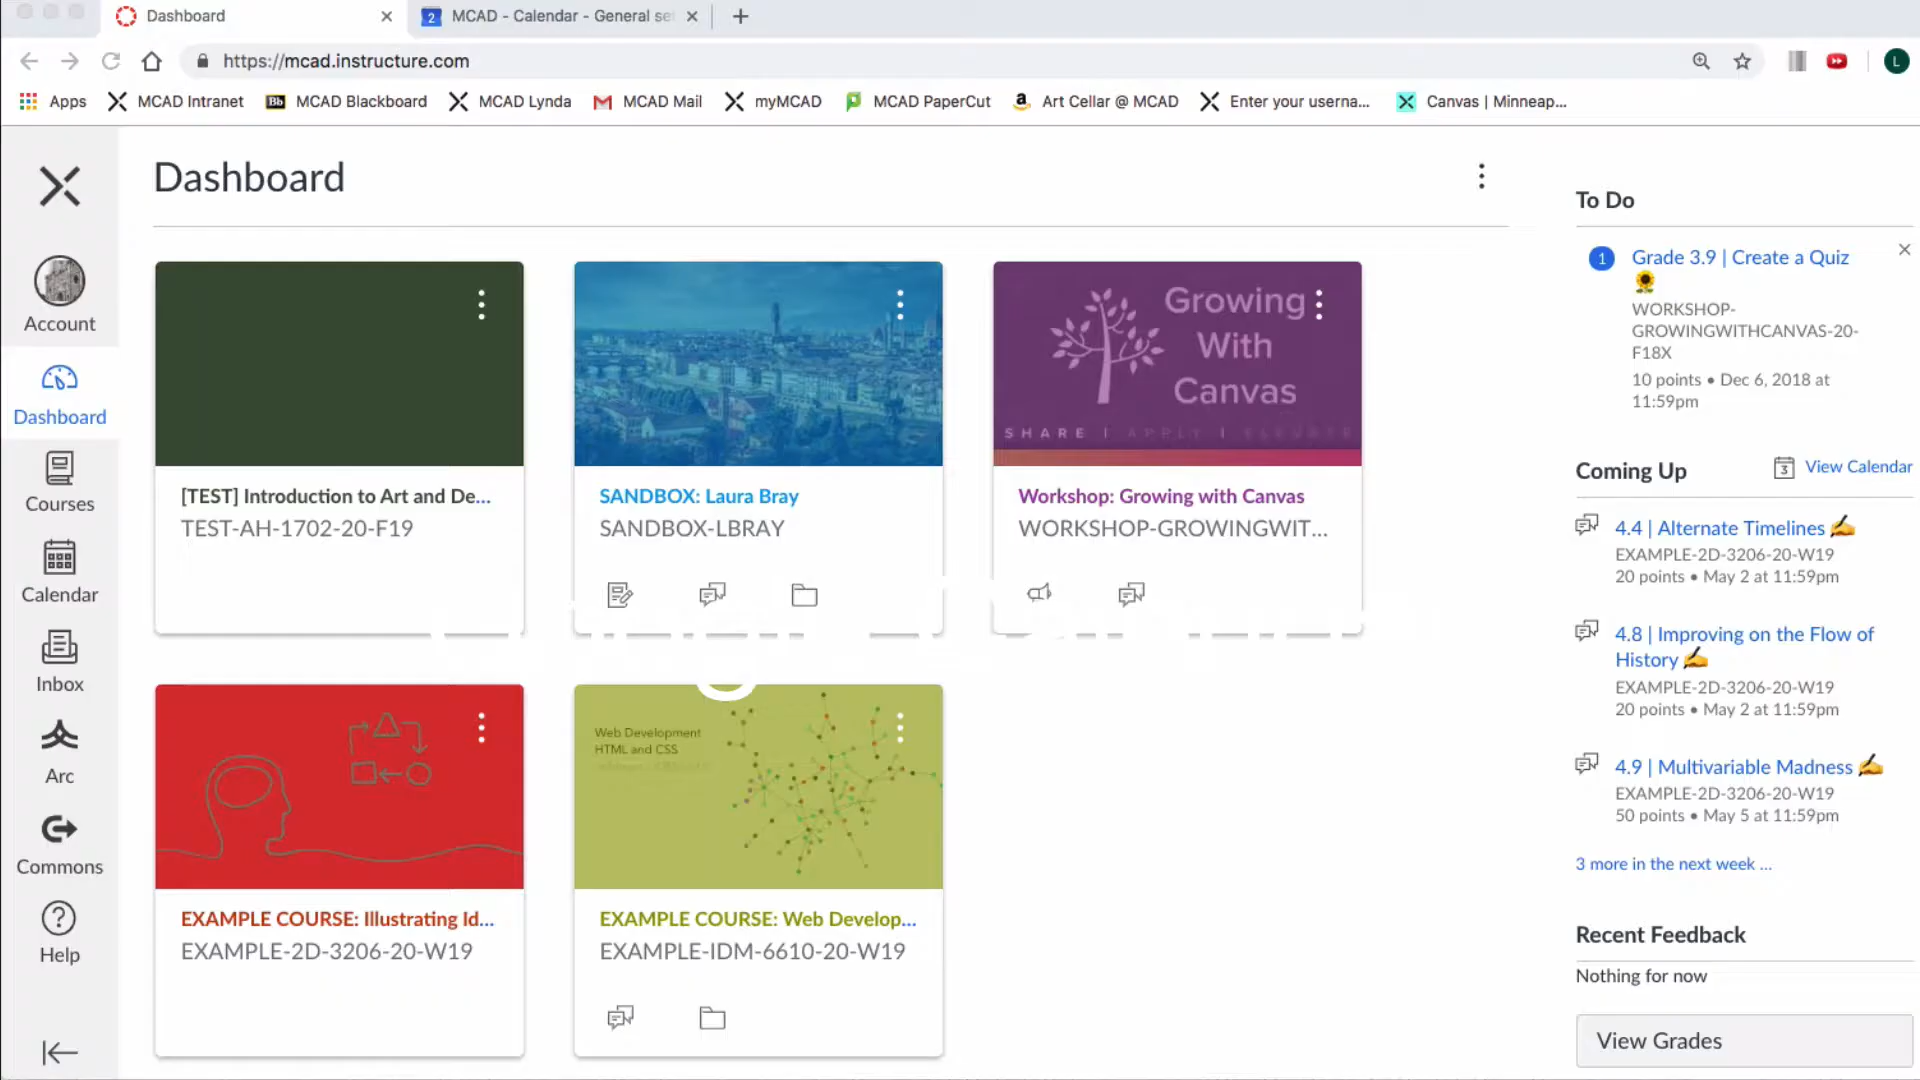 Dashboard
2 MCAD - Calendar - General se
https://mcad.instructure.com
L
Apps
MCAD Intranet
Bb MCAD Blackboard
MCAD Lynda
MCAD Mail
myMCAD
MCAD PaperCut
a Art Cellar @ MCAD
Enter your userna...
Canvas | Minneap...
Account
Dashboard
Courses
Calendar
Inbox
Arc
Commons
Help
Dashboard
[TEST] Introduction to Art and De...
TEST-AH-1702-20-F19
SANDBOX: Laura Bray
SANDBOX-LBRAY
Growing
With
Canvas
SHARE | APPLY | ELEVATE
Workshop: Growing with Canvas
WORKSHOP-GROWINGWIT...
EXAMPLE COURSE: Illustrating Id...
EXAMPLE-2D-3206-20-W19
Web Development
HTML and CSS
EXAMPLE COURSE: Web Develop...
EXAMPLE-IDM-6610-20-W19
To Do
1 Grade 3.9 | Create a Quiz
🌻
WORKSHOP-
GROWINGWITHCANVAS-20-
F18X
10 points • Dec 6, 2018 at
11:59pm
Coming Up
3 View Calendar
4.4 | Alternate Timelines ✍️
EXAMPLE-2D-3206-20-W19
20 points • May 2 at 11:59pm
4.8 | Improving on the Flow of
History ✍️
EXAMPLE-2D-3206-20-W19
20 points • May 2 at 11:59pm
4.9 | Multivariable Madness ✍️
EXAMPLE-2D-3206-20-W19
50 points • May 5 at 11:59pm
3 more in the next week ...
Recent Feedback
Nothing for now
View Grades